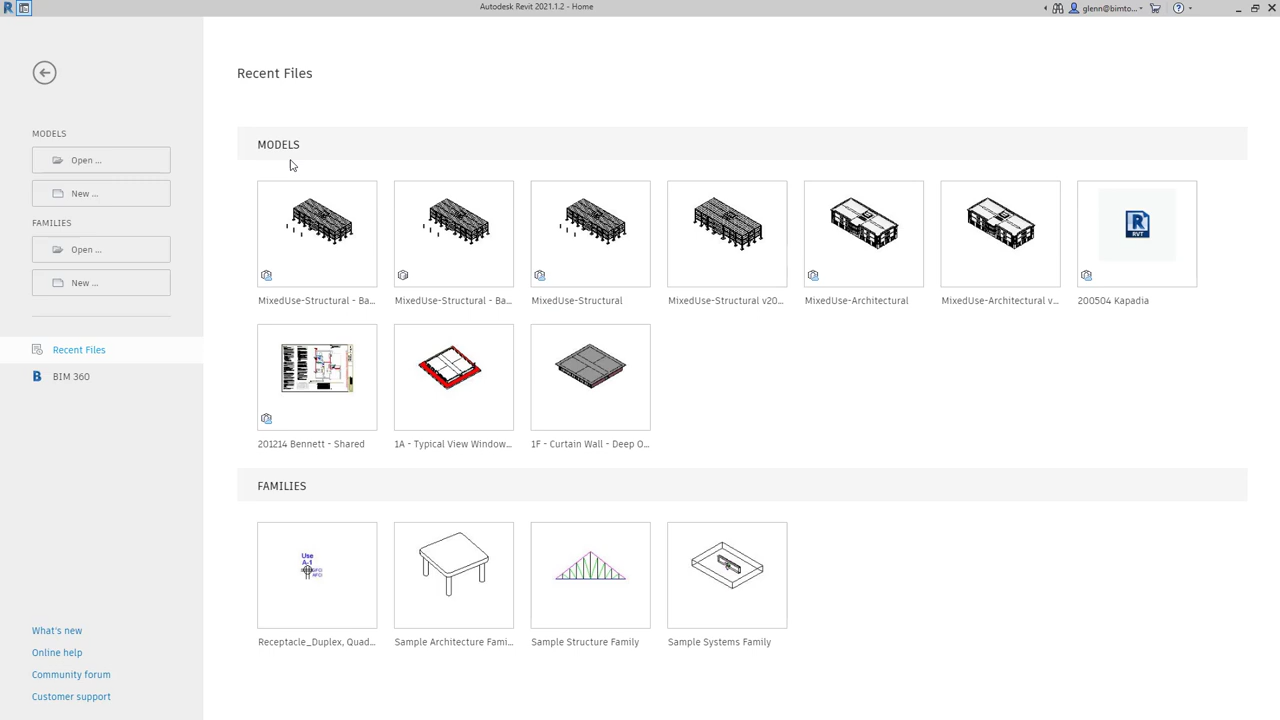 Autodesk Revit 2021.1.2 - Home
glenn@bimto...
Recent Files
MODELS
Open ...
New ...
FAMILIES
Open ...
New ...
Recent Files
BIM 360
What's new
Online help
Community forum
Customer support
MODELS
MixedUse-Structural - Ba...
MixedUse-Structural - Ba...
MixedUse-Structural
MixedUse-Structural v20...
MixedUse-Architectural
MixedUse-Architectural v...
R
RVT
200504 Kapadia
201214 Bennett - Shared
1A - Typical View Window...
1F - Curtain Wall - Deep O...
FAMILIES
Use
A-1
Receptacle_Duplex, Quad...
Sample Architecture Fami...
Sample Structure Family
Sample Systems Family